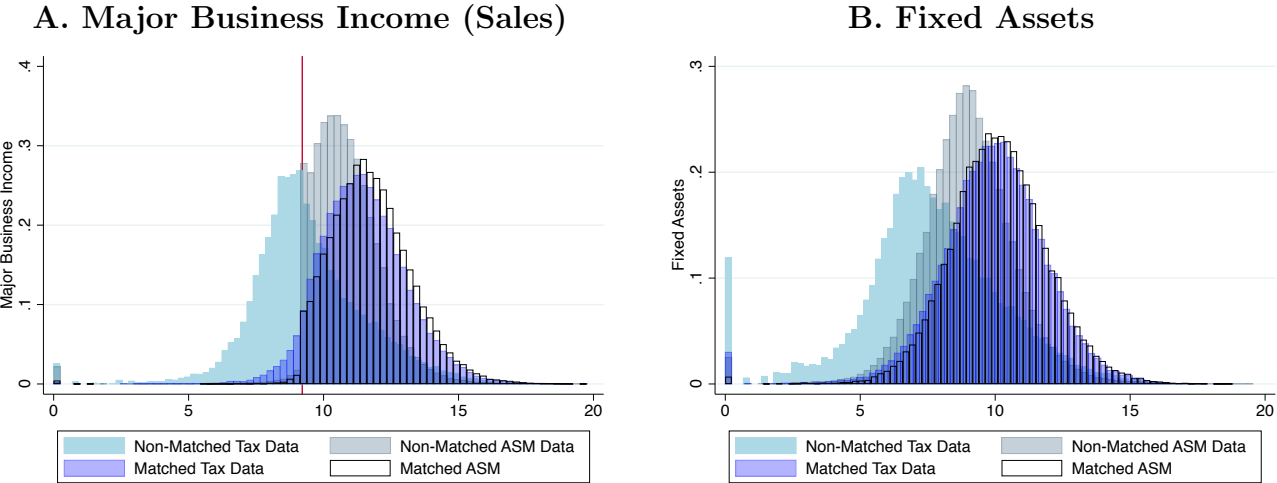 A. Major Business Income (Sales)
Major Business Income
.4
.3
.2
.1
0
0 5 10 15 20
Non-Matched Tax Data Non-Matched ASM Data
Matched Tax Data Matched ASM
B. Fixed Assets
Fixed Assets
.3
.2
.1
0
0 5 10 15 20
Non-Matched Tax Data Non-Matched ASM Data
Matched Tax Data Matched ASM